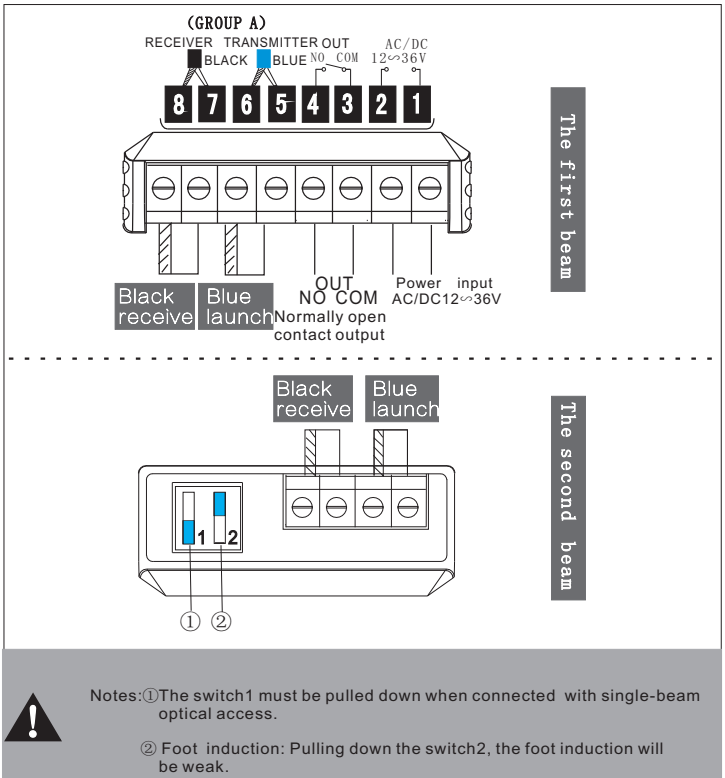 (GROUP A)
RECEIVER TRANSMITTER OUT AC/DC
BLACK BLUE NO COM 12∽36V
8 7 6 5 4 3 2 1
The first beam
Black
receive
Blue
launch
OUT
NO COM
Normally open
contact output
Power input
AC/DC12∽36V
Black
receive
Blue
launch
The second beam
1 2
① ②
Notes:①The switch1 must be pulled down when connected with single-beam
optical access.
② Foot induction: Pulling down the switch2, the foot induction will
be weak.